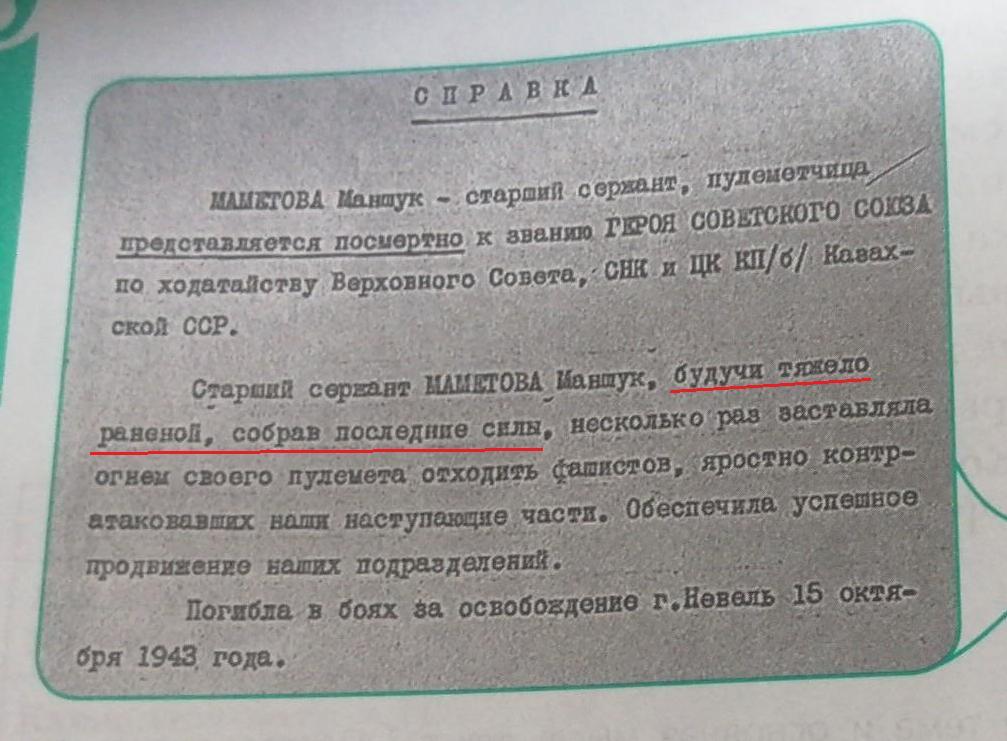 СПРАВКА
МАМЕТОВА Маншук - старший сержант, пулеметчица
представляется посмертно к званию ГЕРОЯ СОВЕТСКОГО СОЮЗА
по ходатайству Верховного Совета, СНК и ЦК КП/б/ Казах-
ской ССР.
Старший сержант МАМЕТОВА Маншук, будучи тяжело
раненой, собрав последние силы, несколько раз заставляла
огнем своего пулемета отходить фашистов, яростно контр-
атаковавших наши наступающие части. Обеспечила успешное
продвижение наших подразделений.
Погибла в боях за освобождение г.Невель 15 октя-
бря 1943 года.